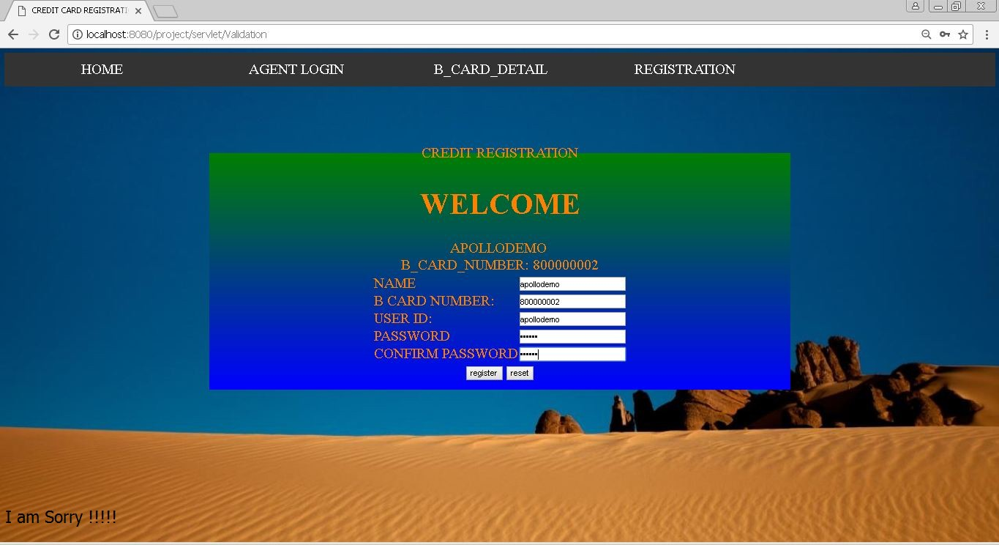 CREDIT CARD REGISTRATI
localhost:8080/project/servlet/Validation
HOME AGENT LOGIN B_CARD_DETAIL REGISTRATION
CREDIT REGISTRATION
WELCOME
APOLLODEMO
B_CARD_NUMBER: 800000002
NAME apollodemo
B CARD NUMBER: 800000002
USER ID: apollodemo
PASSWORD ••••••
CONFIRM PASSWORD ••••••
register reset
I am Sorry !!!!!